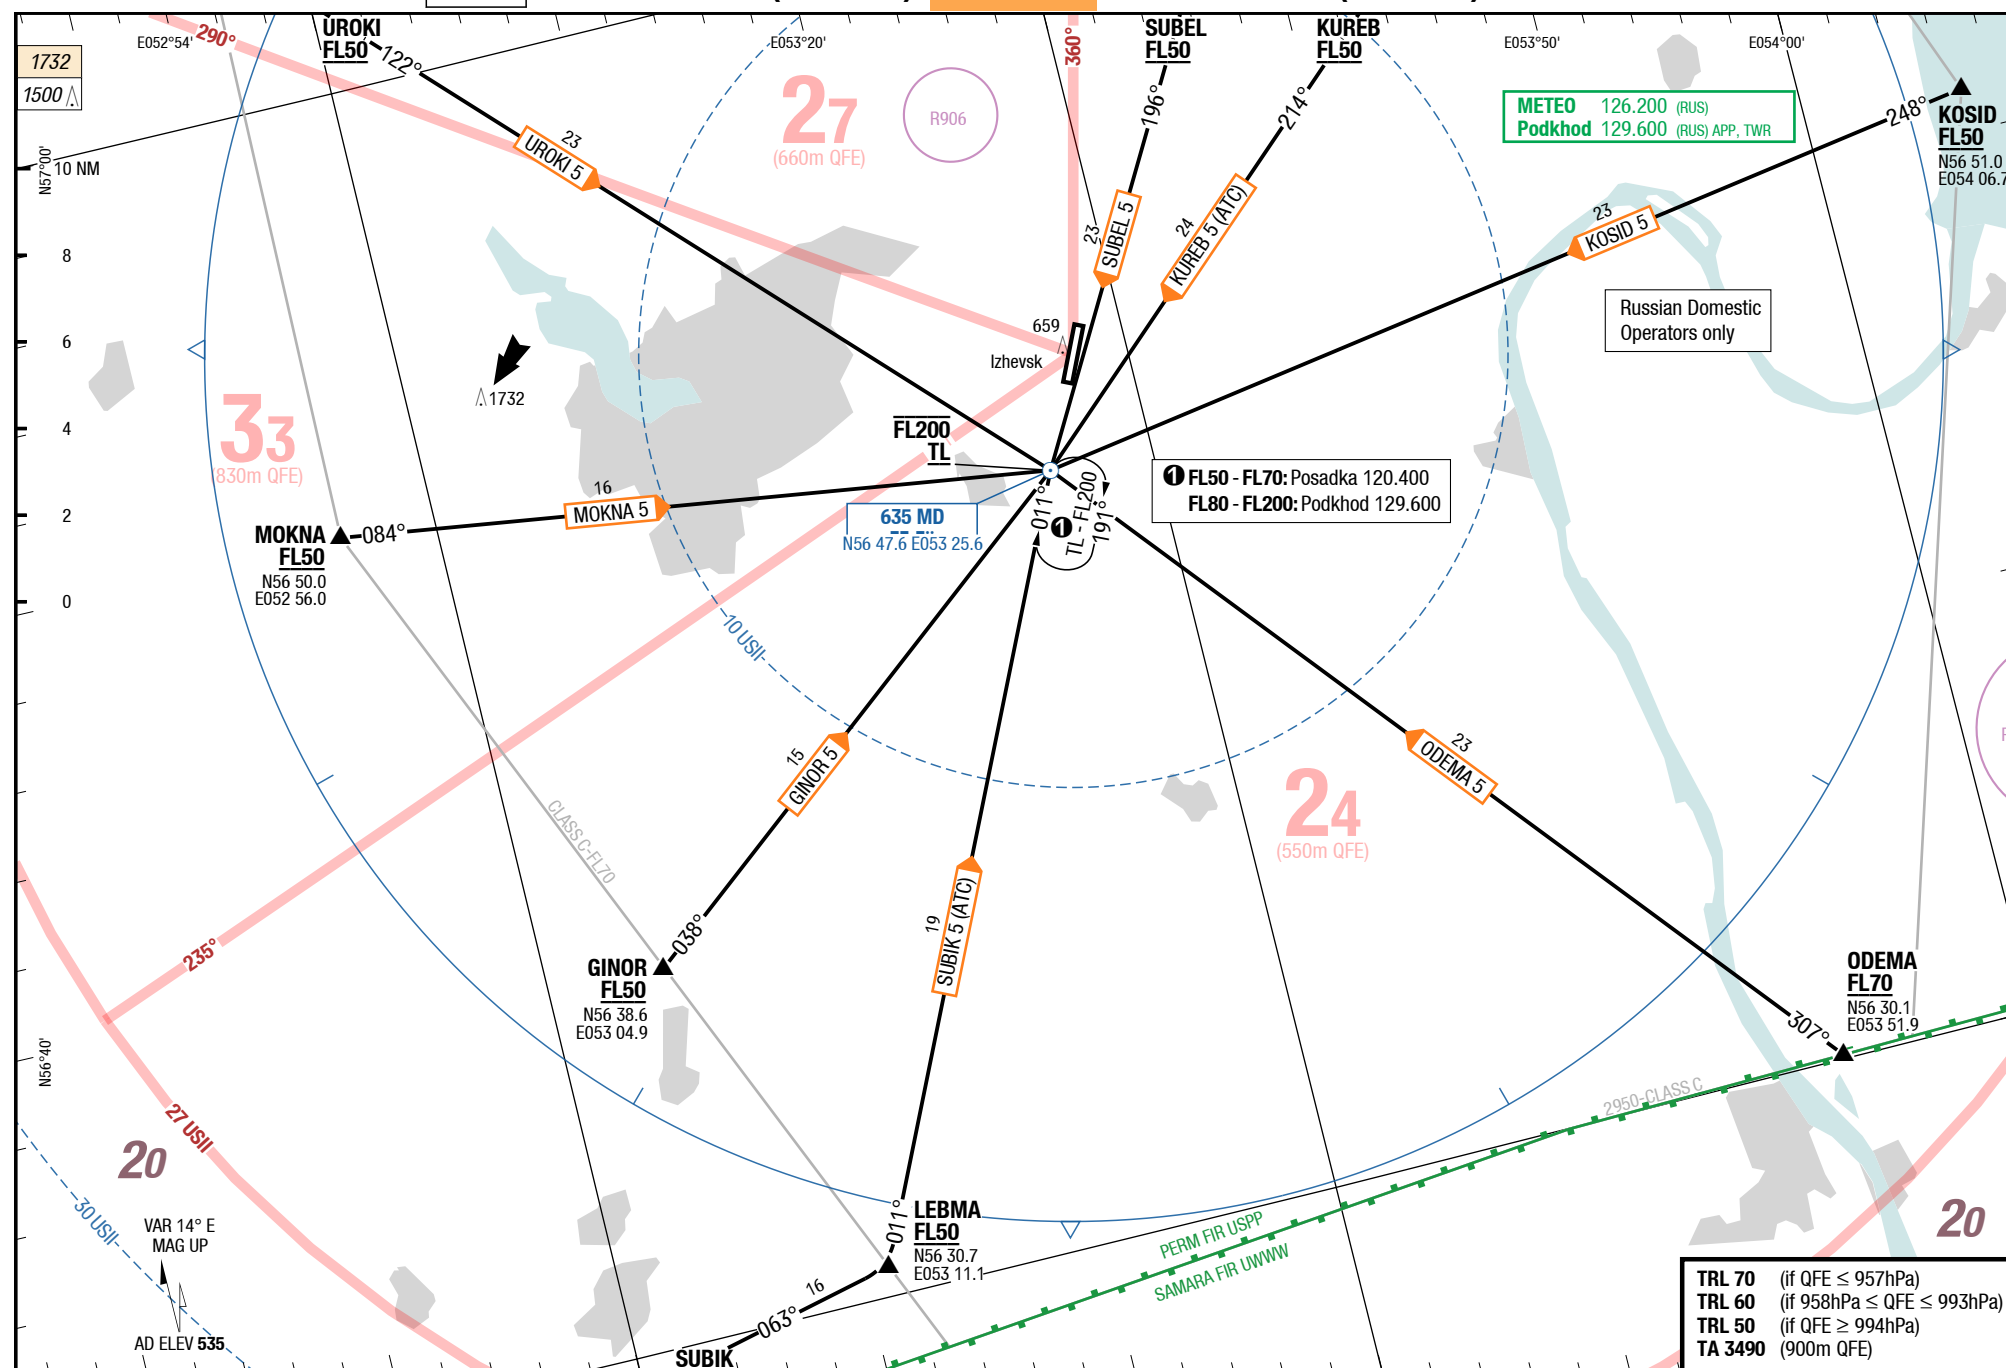 UROKI
FL50
122°
E052°54'
290°
E053°20'
360°
SUBEL
FL50
196°
KUREB
FL50
214°
E053°50'
E054°00'
1732
1500
23
UROKI 5
27
(660m QFE)
R906
METEO 126.200 (RUS)
Podkhod 129.600 (RUS) APP, TWR
248°
KOSID
FL50
N56 51.0
E054 06.7
N57°00'
10 NM
8
6
4
2
0
23
SUBEL 5
24
KUREB 5 (ATC)
23
KOSID 5
Russian Domestic
Operators only
659
Izhevsk
1732
33
(830m QFE)
FL200
TL
16
MOKNA 5
084°
MOKNA
FL50
N56 50.0
E052 56.0
635 MD
N56 47.6 E053 25.6
011°
1
TL - FL200
191°
1 FL50 - FL70: Posadka 120.400
FL80 - FL200: Podkhod 129.600
10 USII
15
GINOR 5
038°
GINOR
FL50
N56 38.6
E053 04.9
CLASS C-FL70
235°
23
ODEMA 5
24
(550m QFE)
19
SUBIK 5 (ATC)
ODEMA
FL70
N56 30.1
E053 51.9
307°
N56°40'
27 USII
20
30 USII
VAR 14° E
MAG UP
AD ELEV 535
011°
LEBMA
FL50
N56 30.7
E053 11.1
16
063°
SUBIK
2950-CLASS C
PERM FIR USPP
SAMARA FIR UWWW
20
TRL 70 (if QFE ≤ 957hPa)
TRL 60 (if 958hPa ≤ QFE ≤ 993hPa)
TRL 50 (if QFE ≥ 994hPa)
TA 3490 (900m QFE)